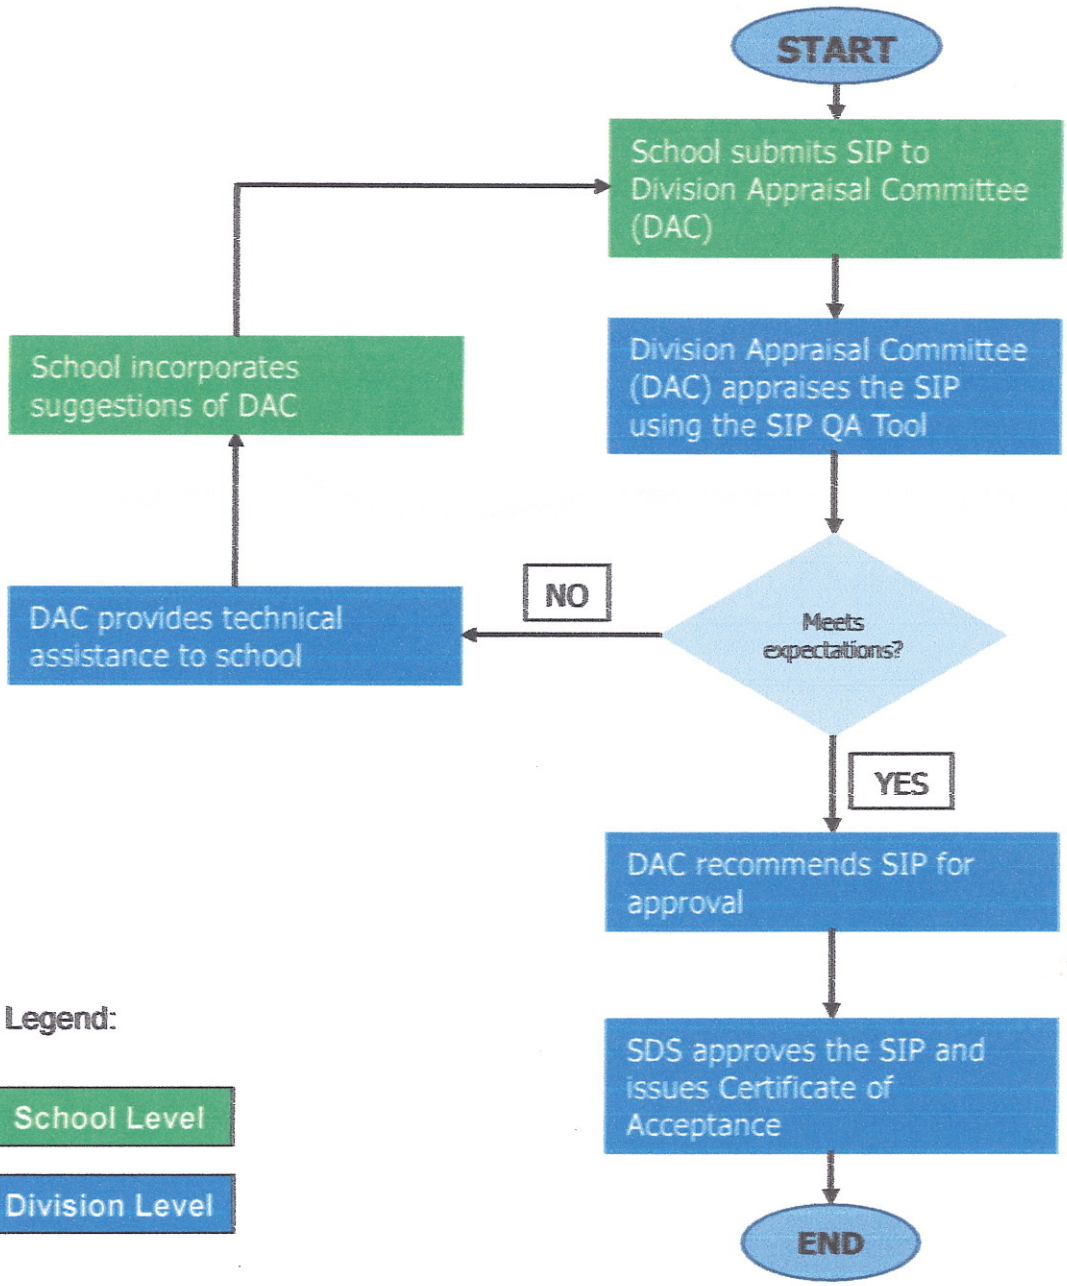 START
School submits SIP to
Division Appraisal Committee
(DAC)
Division Appraisal Committee
(DAC) appraises the SIP
using the SIP QA Tool
Meets
expectations?
NO
DAC provides technical
assistance to school
School incorporates
suggestions of DAC
YES
DAC recommends SIP for
approval
SDS approves the SIP and
issues Certificate of
Acceptance
END
Legend:
School Level
Division Level